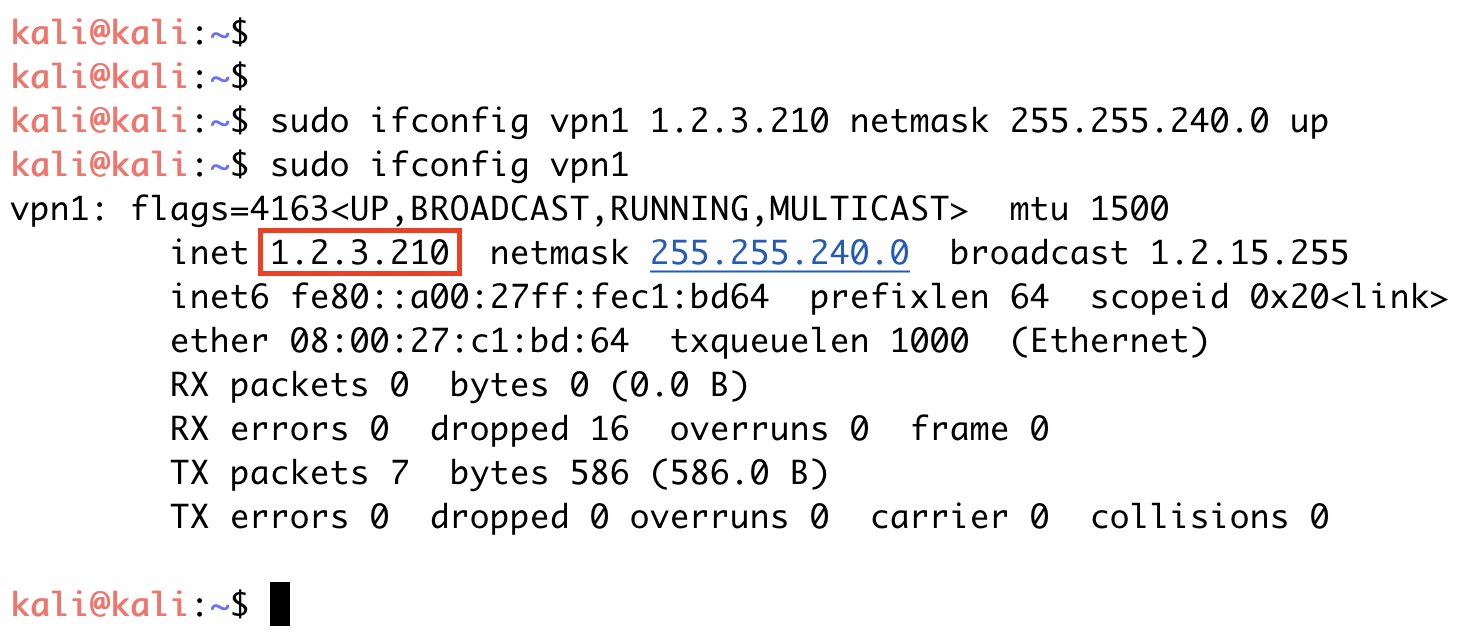 kali@kali:~$
kali@kali:~$
kali@kali:~$ sudo ifconfig vpn1 1.2.3.210 netmask 255.255.240.0 up
kali@kali:~$ sudo ifconfig vpn1
vpn1: flags=4163<UP,BROADCAST,RUNNING,MULTICAST>  mtu 1500
        inet 1.2.3.210  netmask 255.255.240.0  broadcast 1.2.15.255
        inet6 fe80::a00:27ff:fec1:bd64  prefixlen 64  scopeid 0x20<link>
        ether 08:00:27:c1:bd:64  txqueuelen 1000  (Ethernet)
        RX packets 0  bytes 0 (0.0 B)
        RX errors 0  dropped 16  overruns 0  frame 0
        TX packets 7  bytes 586 (586.0 B)
        TX errors 0  dropped 0 overruns 0  carrier 0  collisions 0
kali@kali:~$